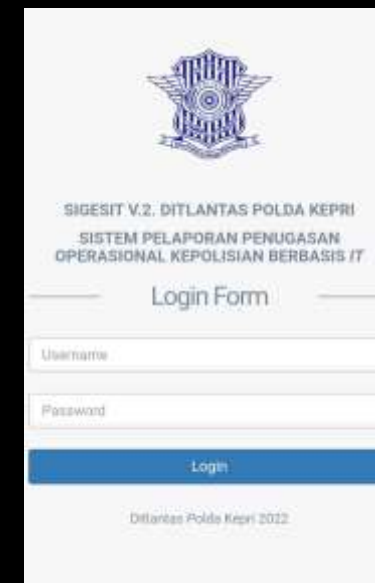 SIGESIT V.2. DITLANTAS POLDA KEPRI
SISTEM PELAPORAN PENUGASAN
OPERASIONAL KEPOLISIAN BERBASIS IT
Login Form
Username
Password
Login
Ditlantas Polda Kepri 2022